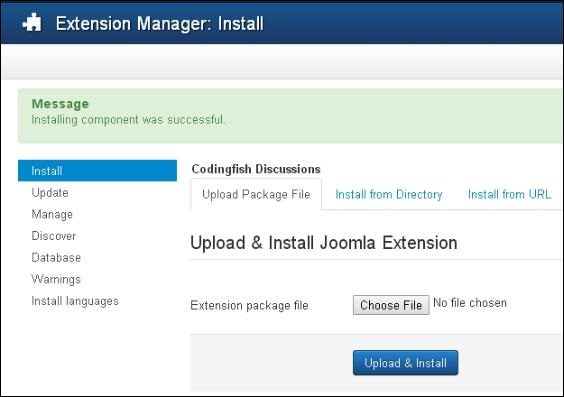 Extension Manager: Install
Message
Installing component was successful.
Install
Update
Manage
Discover
Database
Warnings
Install languages
Codingfish Discussions
Upload Package File
Install from Directory
Install from URL
Upload & Install Joomla Extension
Extension package file
Choose File No file chosen
Upload & Install